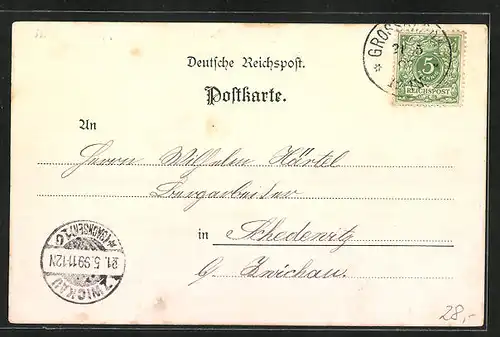 Deutsche Reichspost.
Postkarte.
5
REICHSPOST
An
Herrn Wilhelm Härtel
Bergarbeiter
in Schedewitz
b. Zwickau.
21. 5. 99 11-12N
ZWICKAU
28,-